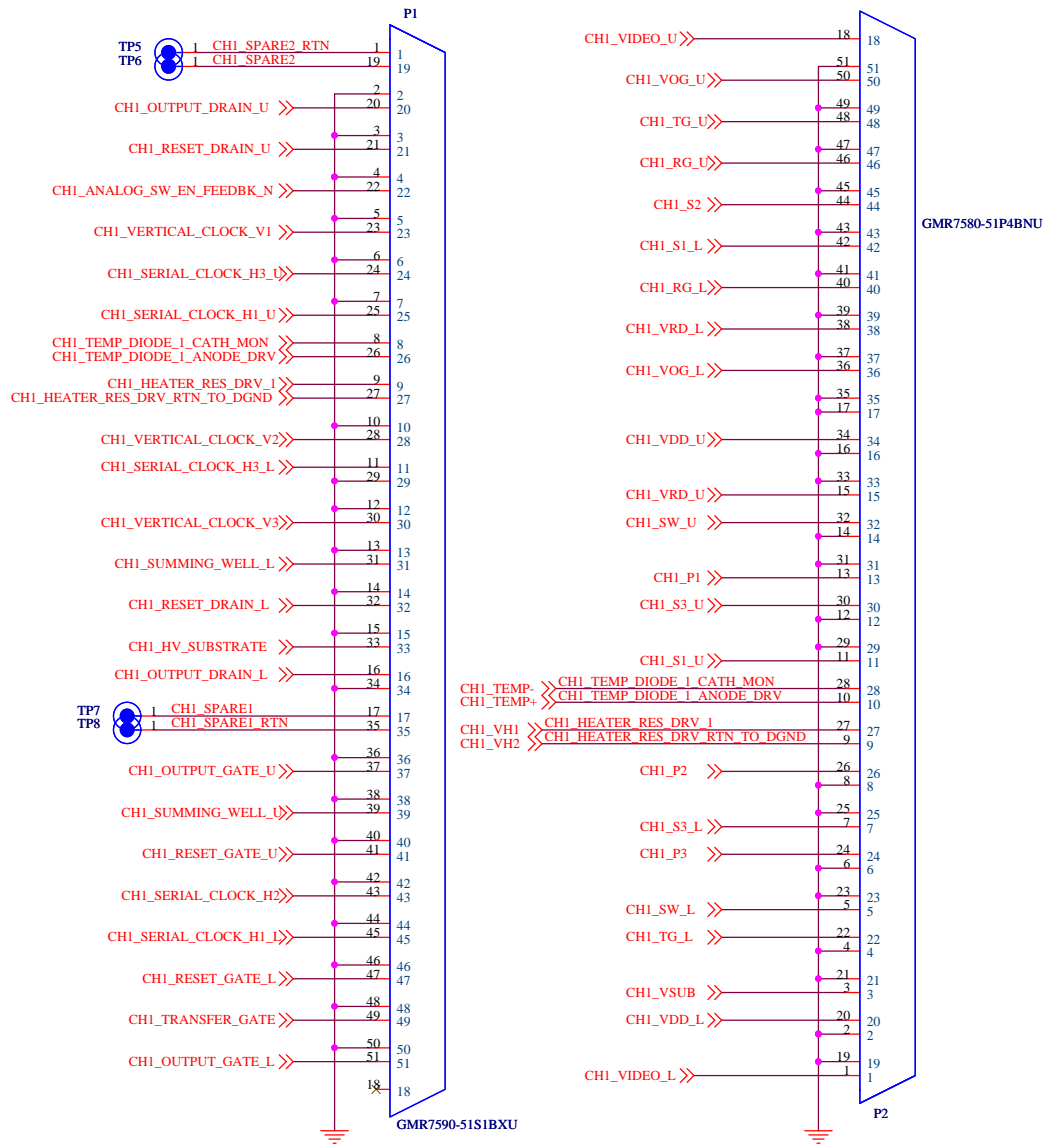 P1
TP5 1 CH1_SPARE2_RTN 1 1
TP6 1 CH1_SPARE2 19 19
2 2
CH1_OUTPUT_DRAIN_U 20 20
3 3
CH1_RESET_DRAIN_U 21 21
4 4
CH1_ANALOG_SW_EN_FEEDBK_N 22 22
5 5
CH1_VERTICAL_CLOCK_V1 23 23
6 6
CH1_SERIAL_CLOCK_H3_U 24 24
7 7
CH1_SERIAL_CLOCK_H1_U 25 25
CH1_TEMP_DIODE_1_CATH_MON 8 8
CH1_TEMP_DIODE_1_ANODE_DRV 26 26
CH1_HEATER_RES_DRV_1 9 9
CH1_HEATER_RES_DRV_RTN_TO_DGND 27 27
10 10
CH1_VERTICAL_CLOCK_V2 28 28
CH1_SERIAL_CLOCK_H3_L 11 11
29 29
12 12
CH1_VERTICAL_CLOCK_V3 30 30
13 13
CH1_SUMMING_WELL_L 31 31
14 14
CH1_RESET_DRAIN_L 32 32
15 15
CH1_HV_SUBSTRATE 33 33
CH1_OUTPUT_DRAIN_L 16 16
34 34
TP7 1 CH1_SPARE1 17 17
TP8 1 CH1_SPARE1_RTN 35 35
36 36
CH1_OUTPUT_GATE_U 37 37
38 38
CH1_SUMMING_WELL_U 39 39
40 40
CH1_RESET_GATE_U 41 41
42 42
CH1_SERIAL_CLOCK_H2 43 43
44 44
CH1_SERIAL_CLOCK_H1_L 45 45
46 46
CH1_RESET_GATE_L 47 47
48 48
CH1_TRANSFER_GATE 49 49
50 50
CH1_OUTPUT_GATE_L 51 51
18 18
GMR7590-51S1BXU
CH1_VIDEO_U 18 18
51 51
CH1_VOG_U 50 50
49 49
CH1_TG_U 48 48
47 47
CH1_RG_U 46 46
45 45
CH1_S2 44 44
GMR7580-51P4BNU
43 43
CH1_S1_L 42 42
41 41
CH1_RG_L 40 40
39 39
CH1_VRD_L 38 38
37 37
CH1_VOG_L 36 36
35 35
17 17
CH1_VDD_U 34 34
16 16
33 33
CH1_VRD_U 15 15
CH1_SW_U 32 32
14 14
31 31
CH1_P1 13 13
CH1_S3_U 30 30
12 12
29 29
CH1_S1_U 11 11
CH1_TEMP- CH1_TEMP_DIODE_1_CATH_MON 28 28
CH1_TEMP+ CH1_TEMP_DIODE_1_ANODE_DRV 10 10
CH1_VH1 CH1_HEATER_RES_DRV_1 27 27
CH1_VH2 CH1_HEATER_RES_DRV_RTN_TO_DGND 9 9
CH1_P2 26 26
8 8
25 25
CH1_S3_L 7 7
CH1_P3 24 24
6 6
23 23
CH1_SW_L 5 5
CH1_TG_L 22 22
4 4
21 21
CH1_VSUB 3 3
CH1_VDD_L 20 20
2 2
19 19
CH1_VIDEO_L 1 1
P2